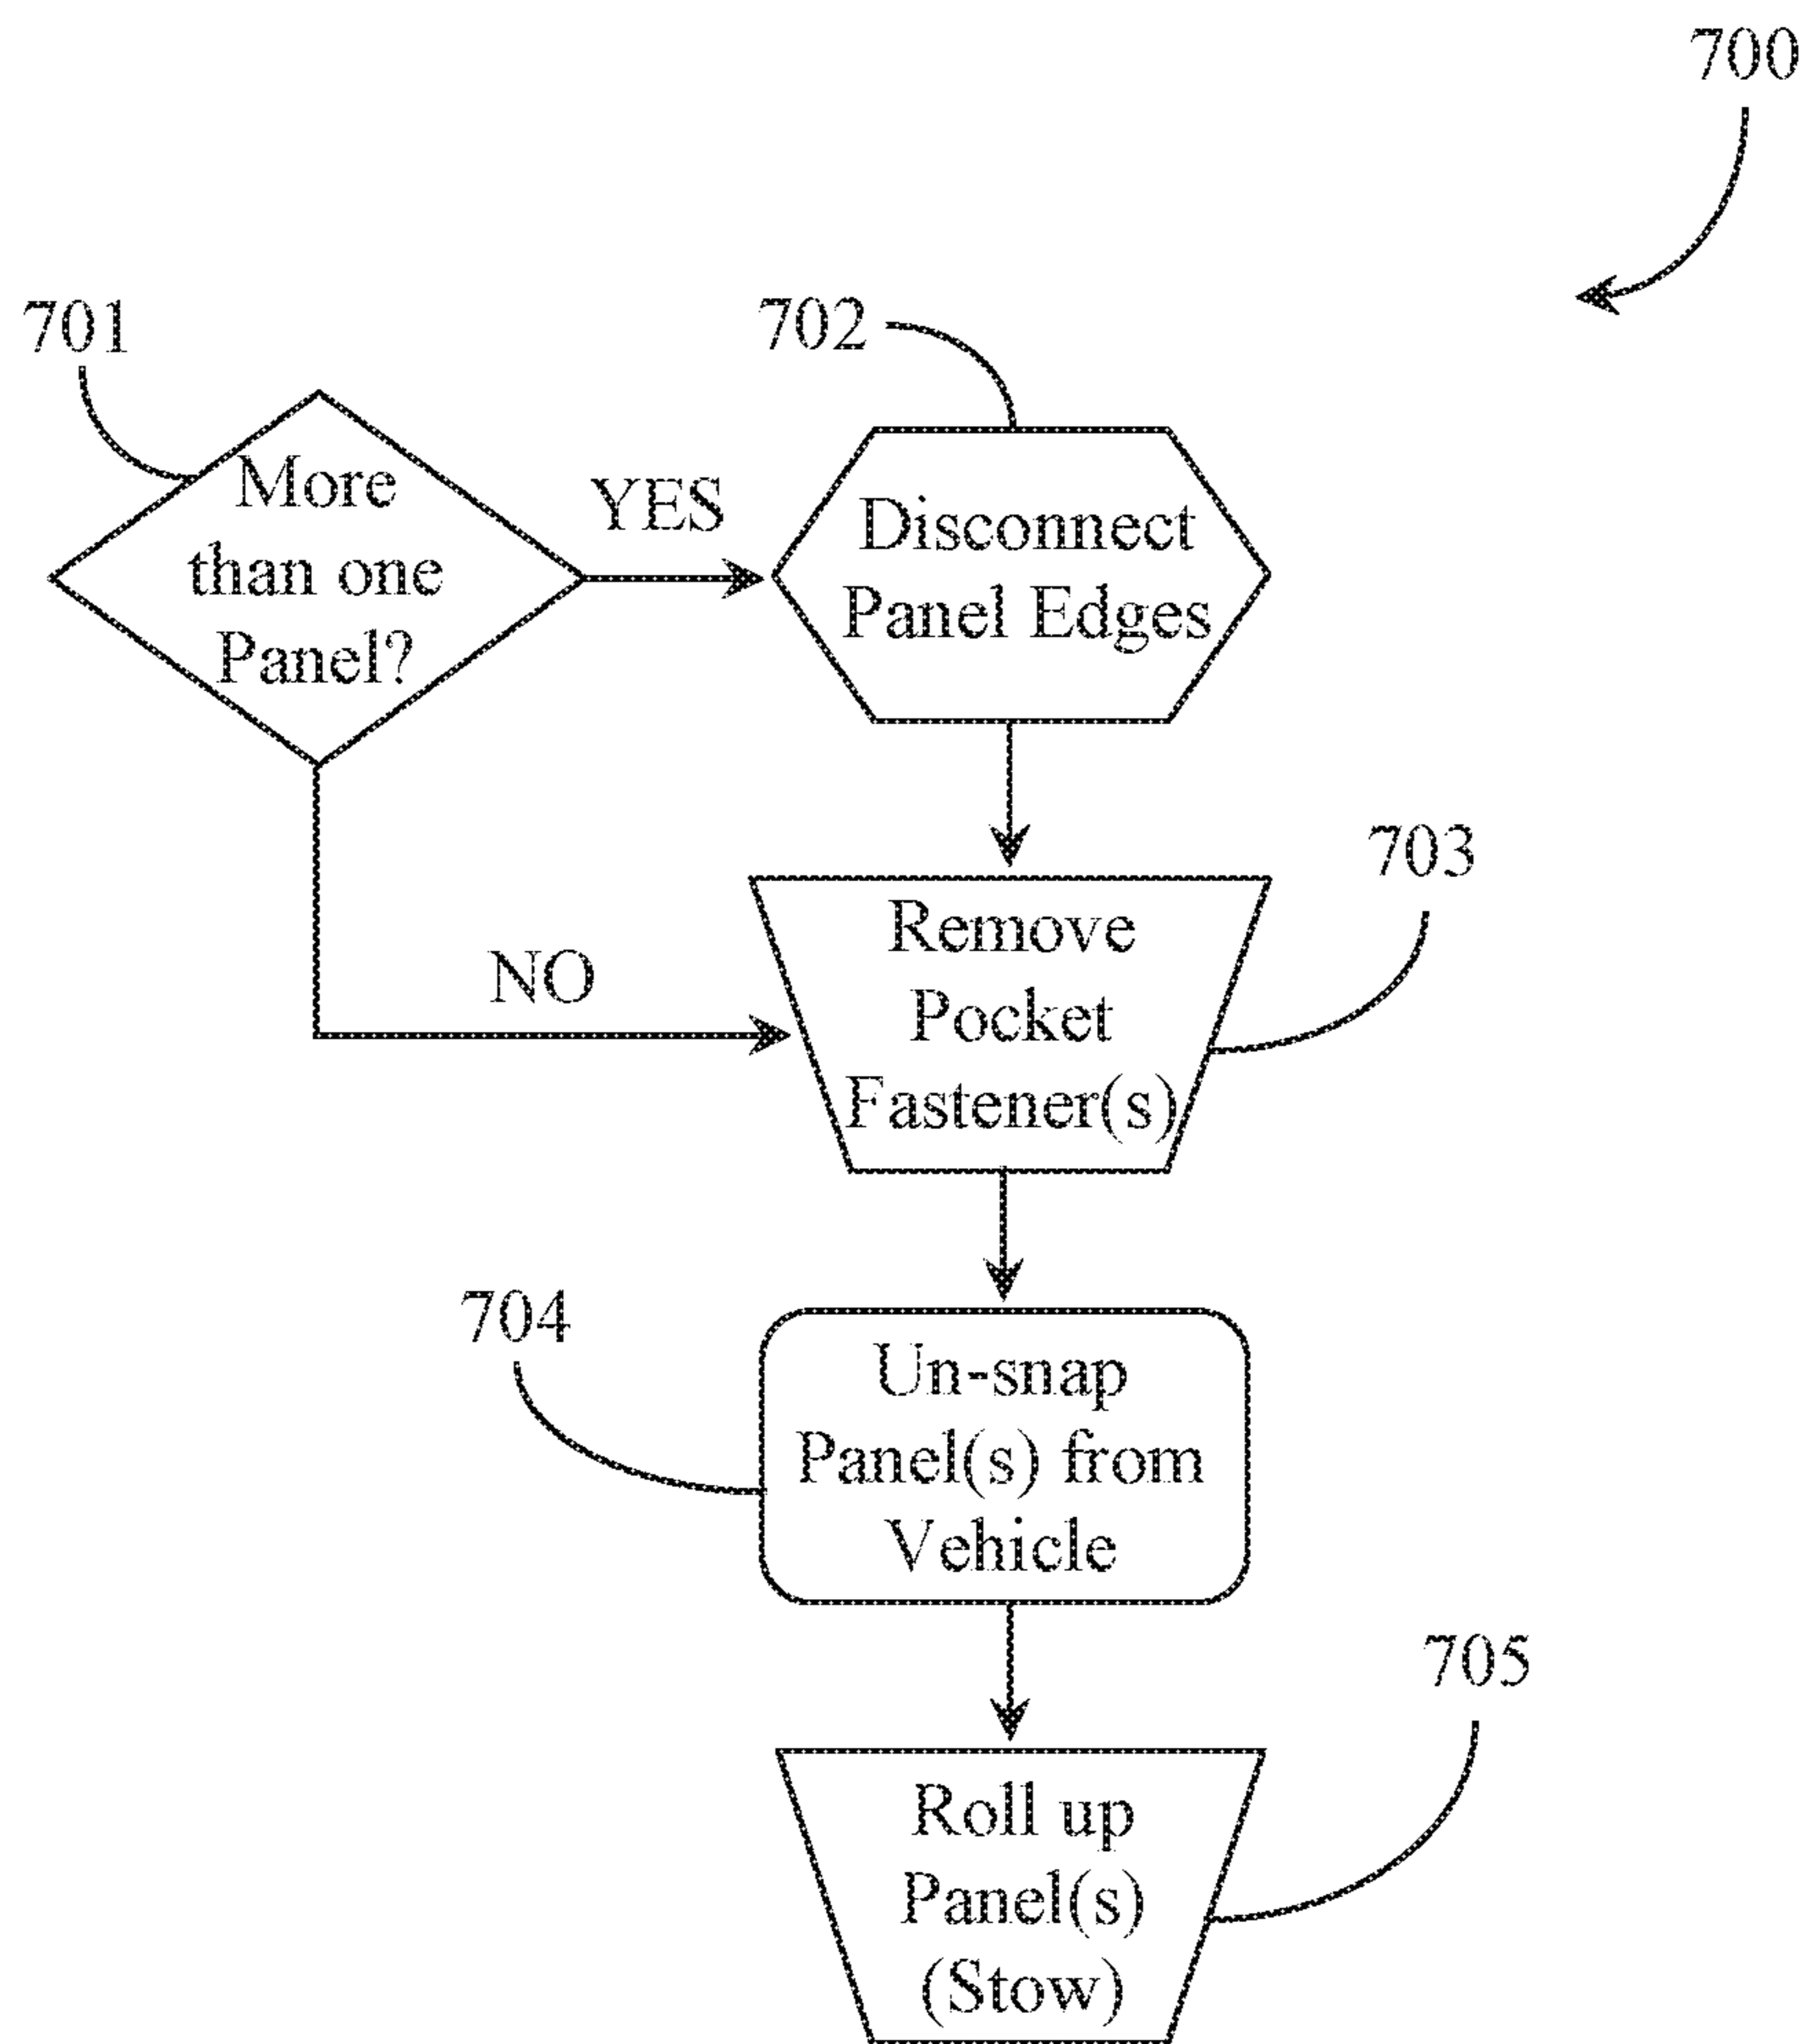 700
701
702
More
than one
Panel?
YES
Disconnect
Panel Edges
703
Remove
Pocket
Fastener(s)
NO
704
Un-snap
Panel(s) from
Vehicle
705
Roll up
Panel(s)
(Stow)